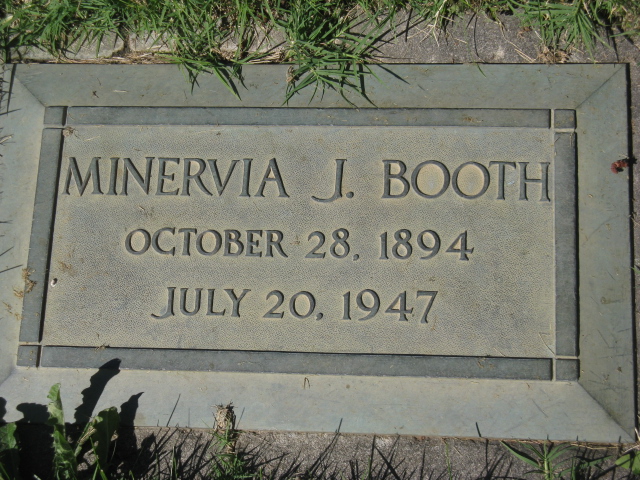 MINERVIA J. BOOTH
OCTOBER 28, 1894
JULY 20, 1947